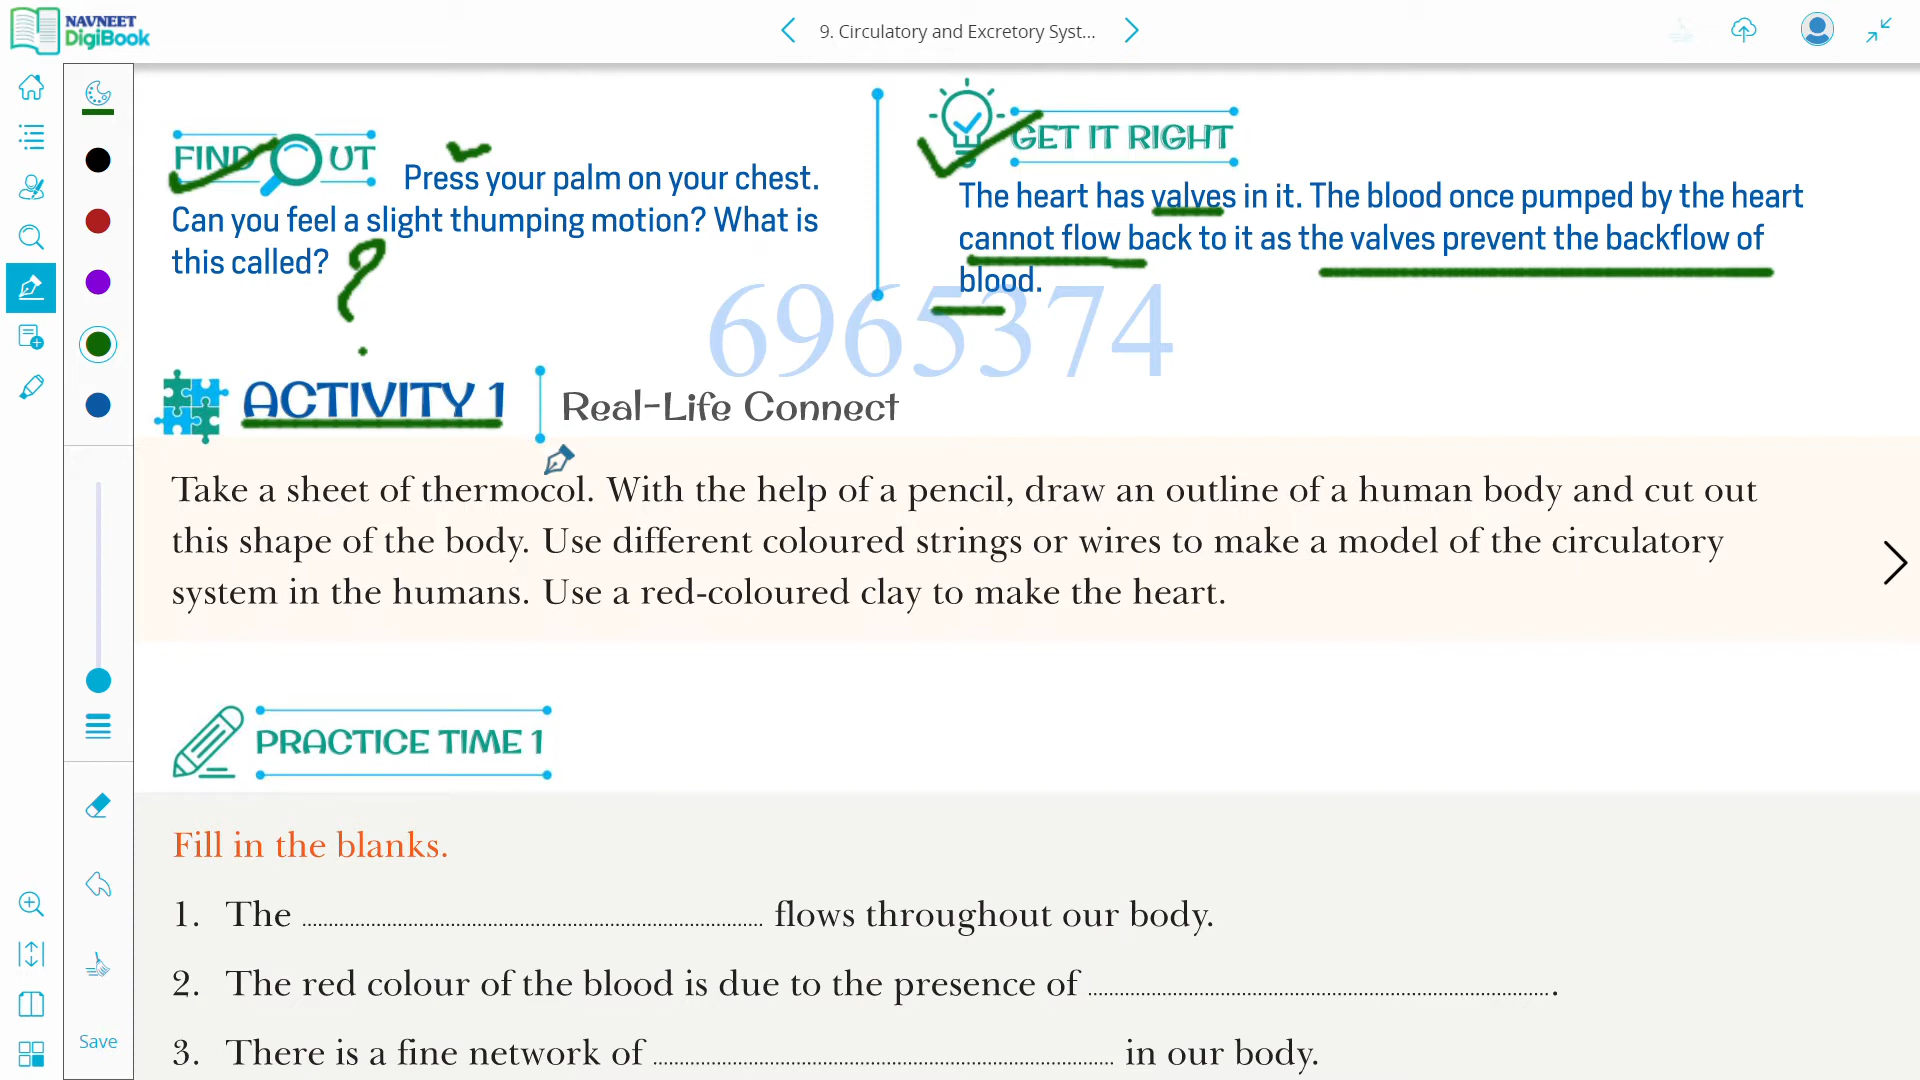 NAVNEET
DigiBook
9. Circulatory and Excretory Syst...
FIND OUT
Press your palm on your chest.
Can you feel a slight thumping motion? What is
this called?
?
GET IT RIGHT
The heart has valves in it. The blood once pumped by the heart
cannot flow back to it as the valves prevent the backflow of
blood.
6965374
ACTIVITY 1
Real-Life Connect
Take a sheet of thermocol. With the help of a pencil, draw an outline of a human body and cut out
this shape of the body. Use different coloured strings or wires to make a model of the circulatory
system in the humans. Use a red-coloured clay to make the heart.
PRACTICE TIME 1
Fill in the blanks.
1. The ........................................ flows throughout our body.
2. The red colour of the blood is due to the presence of ........................................ .
3. There is a fine network of ........................................ in our body.
Save